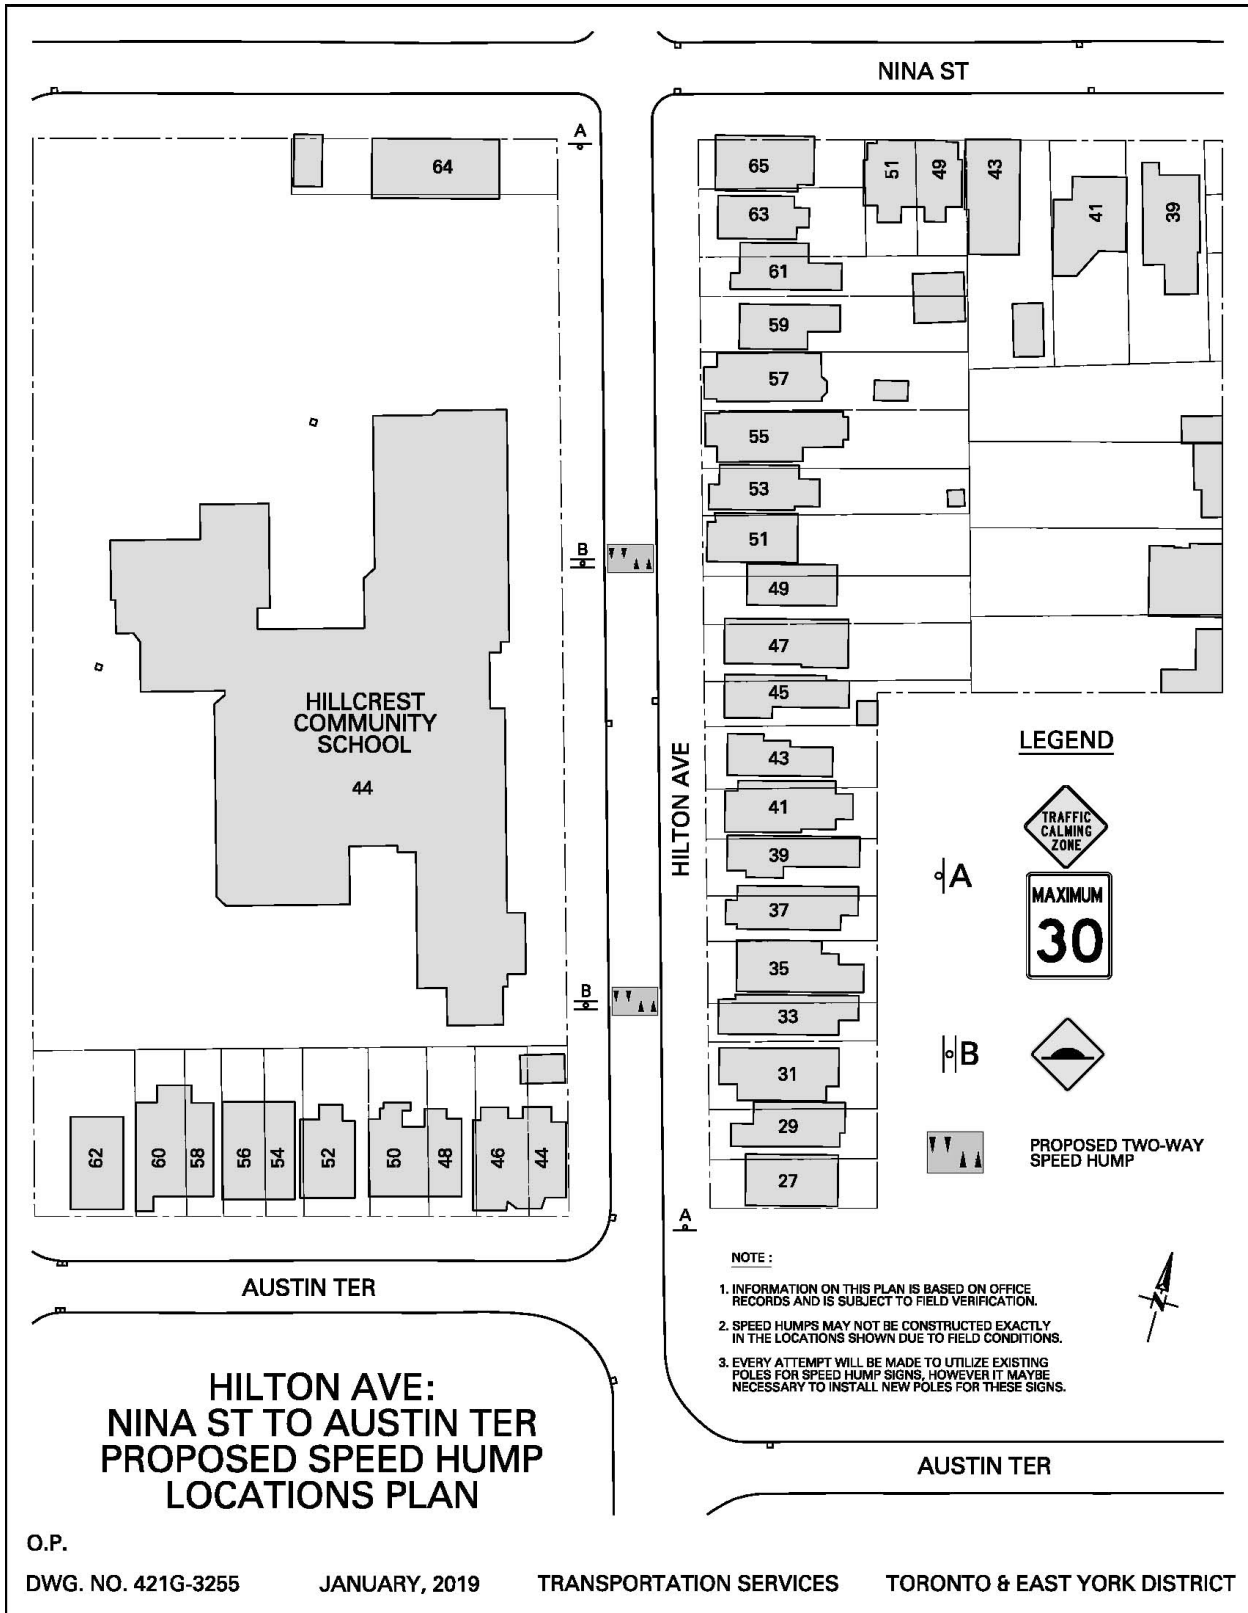 NINA ST
A
64
65
51
49
43
41
39
63
61
59
57
55
53
51
B
49
47
45
HILLCREST
COMMUNITY
SCHOOL
44
HILTON AVE
43
41
39
37
35
33
31
29
27
B
LEGEND
TRAFFIC
CALMING
ZONE
A
MAXIMUM
30
B
PROPOSED TWO-WAY
SPEED HUMP
62
60
58
56
54
52
50
48
46
44
A
AUSTIN TER
NOTE :
1. INFORMATION ON THIS PLAN IS BASED ON OFFICE
RECORDS AND IS SUBJECT TO FIELD VERIFICATION.
2. SPEED HUMPS MAY NOT BE CONSTRUCTED EXACTLY
IN THE LOCATIONS SHOWN DUE TO FIELD CONDITIONS.
3. EVERY ATTEMPT WILL BE MADE TO UTILIZE EXISTING
POLES FOR SPEED HUMP SIGNS, HOWEVER IT MAYBE
NECESSARY TO INSTALL NEW POLES FOR THESE SIGNS.
N
HILTON AVE:
NINA ST TO AUSTIN TER
PROPOSED SPEED HUMP
LOCATIONS PLAN
AUSTIN TER
O.P.
DWG. NO. 421G-3255 JANUARY, 2019 TRANSPORTATION SERVICES TORONTO & EAST YORK DISTRICT